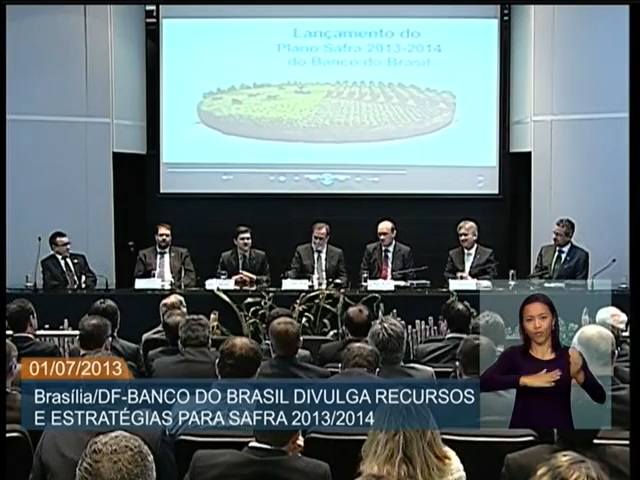 Lançamento do
Plano Safra 2013-2014
do Banco do Brasil
01/07/2013
Brasília/DF-BANCO DO BRASIL DIVULGA RECURSOS
E ESTRATÉGIAS PARA SAFRA 2013/2014